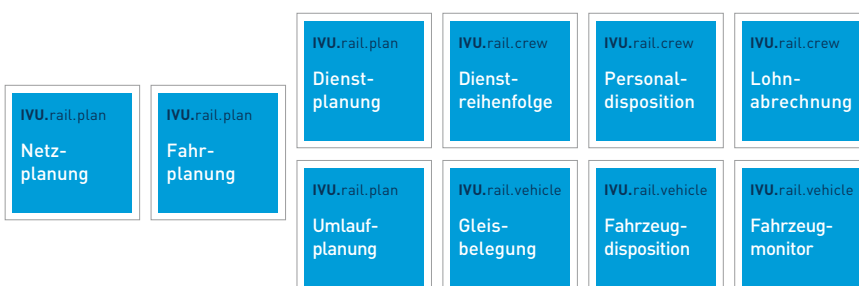 IVU.rail.plan
Netz-
planung
IVU.rail.plan
Fahr-
planung
IVU.rail.plan
Dienst-
planung
IVU.rail.crew
Dienst-
reihenfolge
IVU.rail.crew
Personal-
disposition
IVU.rail.crew
Lohn-
abrechnung
IVU.rail.plan
Umlauf-
planung
IVU.rail.vehicle
Gleis-
belegung
IVU.rail.vehicle
Fahrzeug-
disposition
IVU.rail.vehicle
Fahrzeug-
monitor